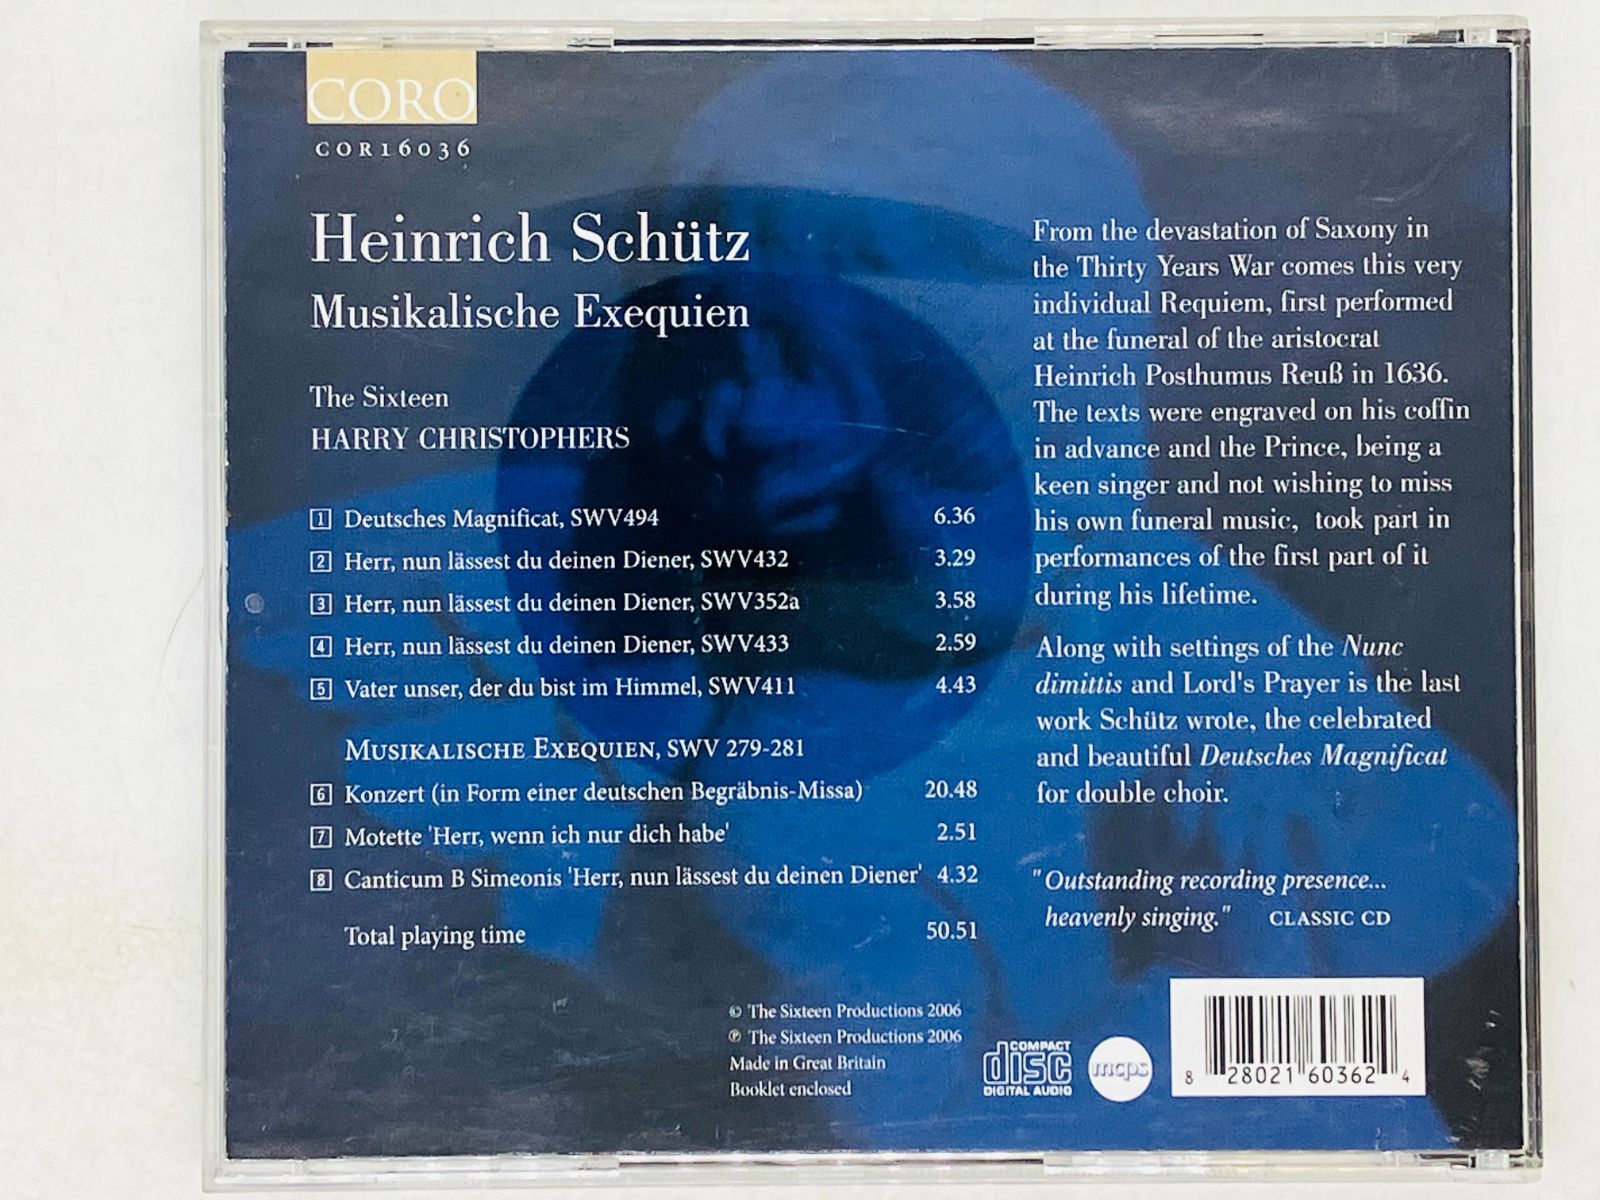 CORO
COR16036
Heinrich Schütz
Musikalische Exequien
The Sixteen
HARRY CHRISTOPHERS
1 Deutsches Magnificat, SWV494 6.36
2 Herr, nun lässest du deinen Diener, SWV432 3.29
3 Herr, nun lässest du deinen Diener, SWV352a 3.58
4 Herr, nun lässest du deinen Diener, SWV433 2.59
5 Vater unser, der du bist im Himmel, SWV411 4.43
MUSIKALISCHE EXEQUIEN, SWV 279-281
6 Konzert (in Form einer deutschen Begräbnis-Missa) 20.48
7 Motette 'Herr, wenn ich nur dich habe' 2.51
8 Canticum B Simeonis 'Herr, nun lässest du deinen Diener' 4.32
Total playing time 50.51
From the devastation of Saxony in
the Thirty Years War comes this very
individual Requiem, first performed
at the funeral of the aristocrat
Heinrich Posthumus Reuß in 1636.
The texts were engraved on his coffin
in advance and the Prince, being a
keen singer and not wishing to miss
his own funeral music, took part in
performances of the first part of it
during his lifetime.
Along with settings of the Nunc
dimittis and Lord's Prayer is the last
work Schütz wrote, the celebrated
and beautiful Deutsches Magnificat
for double choir.
"Outstanding recording presence...
heavenly singing." CLASSIC CD
© The Sixteen Productions 2006
℗ The Sixteen Productions 2006
Made in Great Britain
Booklet enclosed
COMPACT
disc
DIGITAL AUDIO
mcps
8 28021 60362 4